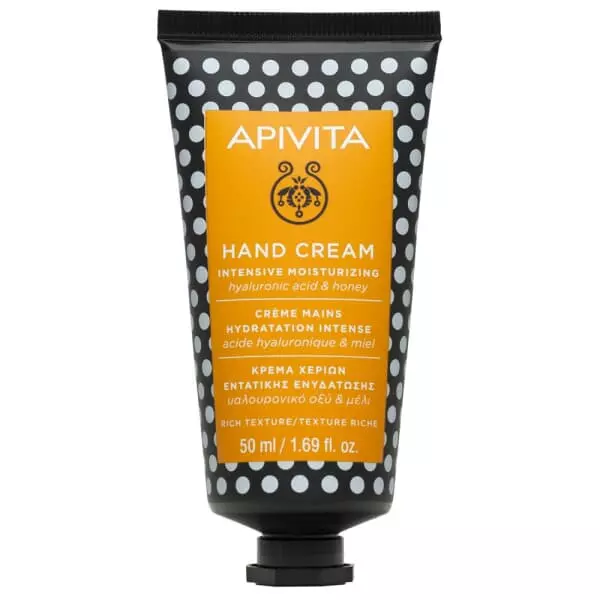 APIVITA
HAND CREAM
INTENSIVE MOISTURIZING
hyaluronic acid & honey
CRÈME MAINS
HYDRATATION INTENSE
acide hyaluronique & miel
ΚΡΕΜΑ ΧΕΡΙΩΝ
ΕΝΤΑΤΙΚΗΣ ΕΝΥΔΑΤΩΣΗΣ
υαλουρονικό οξύ & μέλι
RICH TEXTURE/TEXTURE RICHE
50 ml / 1.69 fl. oz.